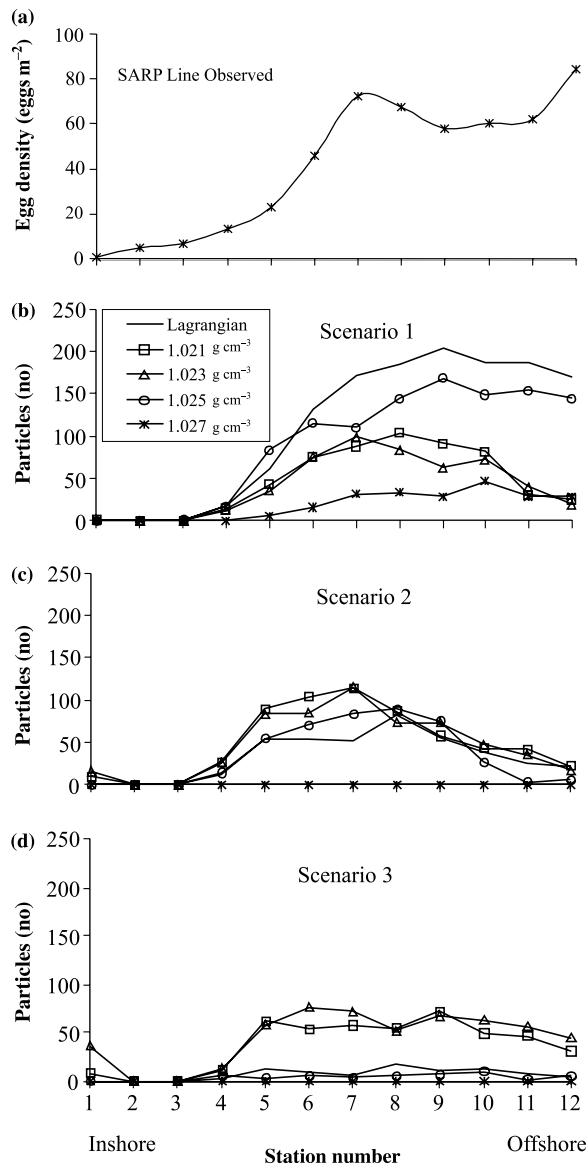 (a)
100
80
60
40
20
0
Egg density (eggs m⁻²)
SARP Line Observed
(b)
250
200
150
100
50
0
Particles (no)
Lagrangian
1.021 g cm⁻³
1.023 g cm⁻³
1.025 g cm⁻³
1.027 g cm⁻³
Scenario 1
(c)
250
200
150
100
50
0
Particles (no)
Scenario 2
(d)
250
200
150
100
50
0
Particles (no)
Scenario 3
1 2 3 4 5 6 7 8 9 10 11 12
Inshore Station number Offshore